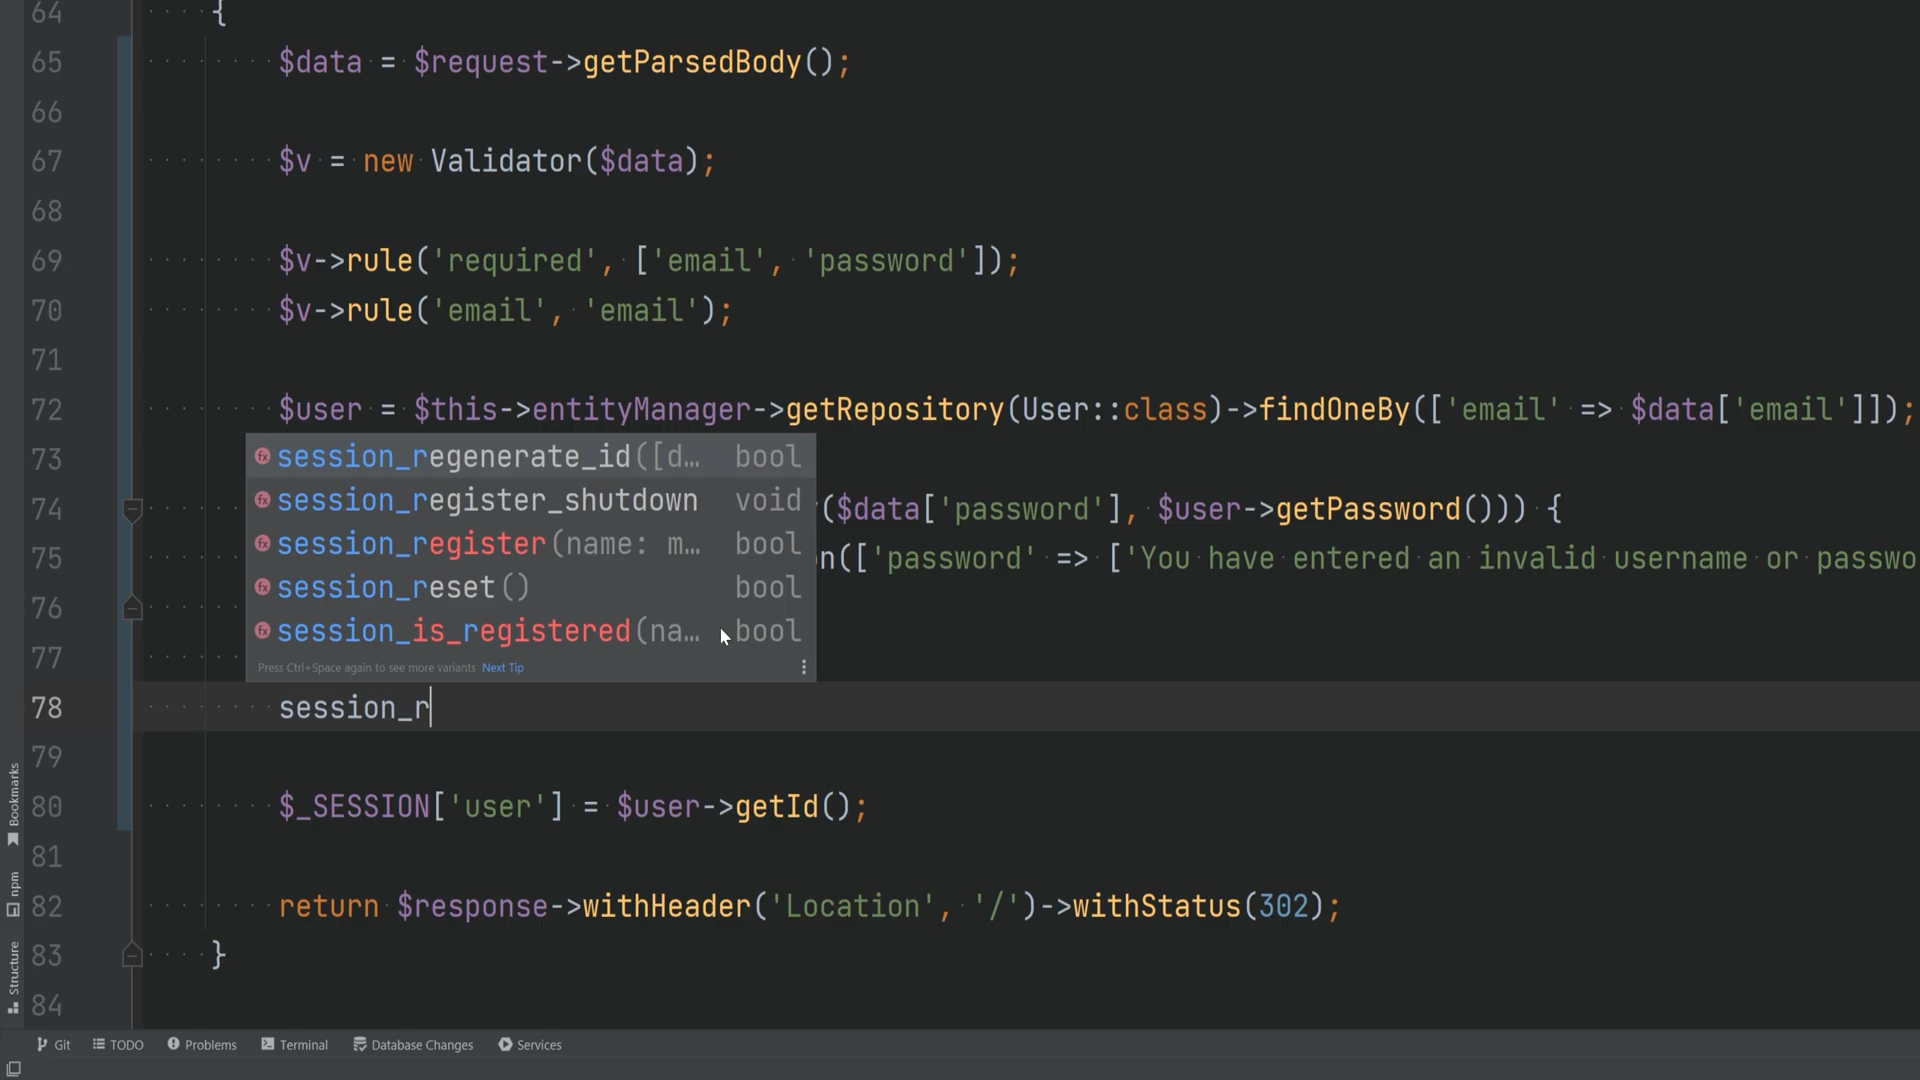 64 {
65 $data = $request->getParsedBody();
66
67 $v = new Validator($data);
68
69 $v->rule('required', ['email', 'password']);
70 $v->rule('email', 'email');
71
72 $user = $this->entityManager->getRepository(User::class)->findOneBy(['email' => $data['email']]);
73
session_regenerate_id([d… bool
session_register_shutdown void
session_register(name: m… bool
session_reset() bool
session_is_registered(na… bool
Press Ctrl+Space again to see more variants Next Tip
74 ($data['password'], $user->getPassword())) {
75 n(['password' => ['You have entered an invalid username or passwo
76
77
78 session_r
79
80 $_SESSION['user'] = $user->getId();
81
82 return $response->withHeader('Location', '/')->withStatus(302);
83 }
84
Bookmarks
npm
Structure
Git TODO Problems Terminal Database Changes Services